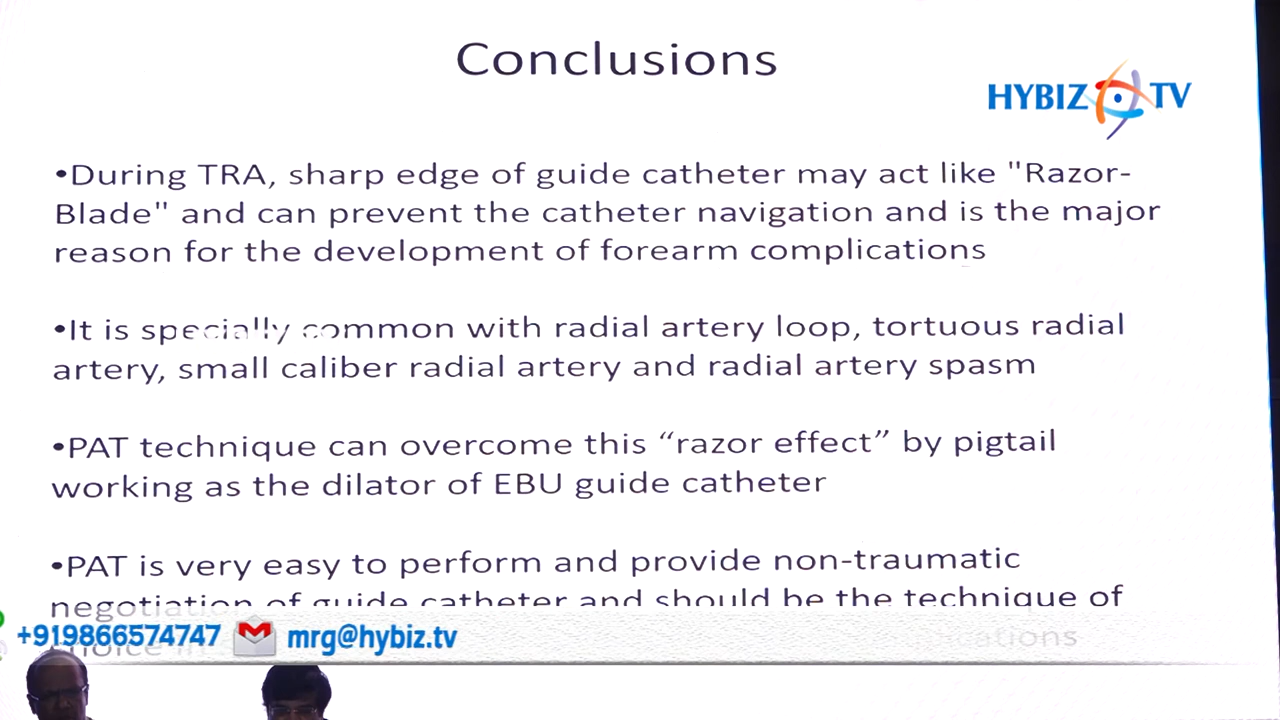 Conclusions
HYBIZ TV
•During TRA, sharp edge of guide catheter may act like "Razor-
Blade" and can prevent the catheter navigation and is the major
reason for the development of forearm complications
•It is specially common with radial artery loop, tortuous radial
artery, small caliber radial artery and radial artery spasm
•PAT technique can overcome this “razor effect” by pigtail
working as the dilator of EBU guide catheter
•PAT is very easy to perform and provide non-traumatic
negotiation of guide catheter and should be the technique of
+919866574747 mrg@hybiz.tv